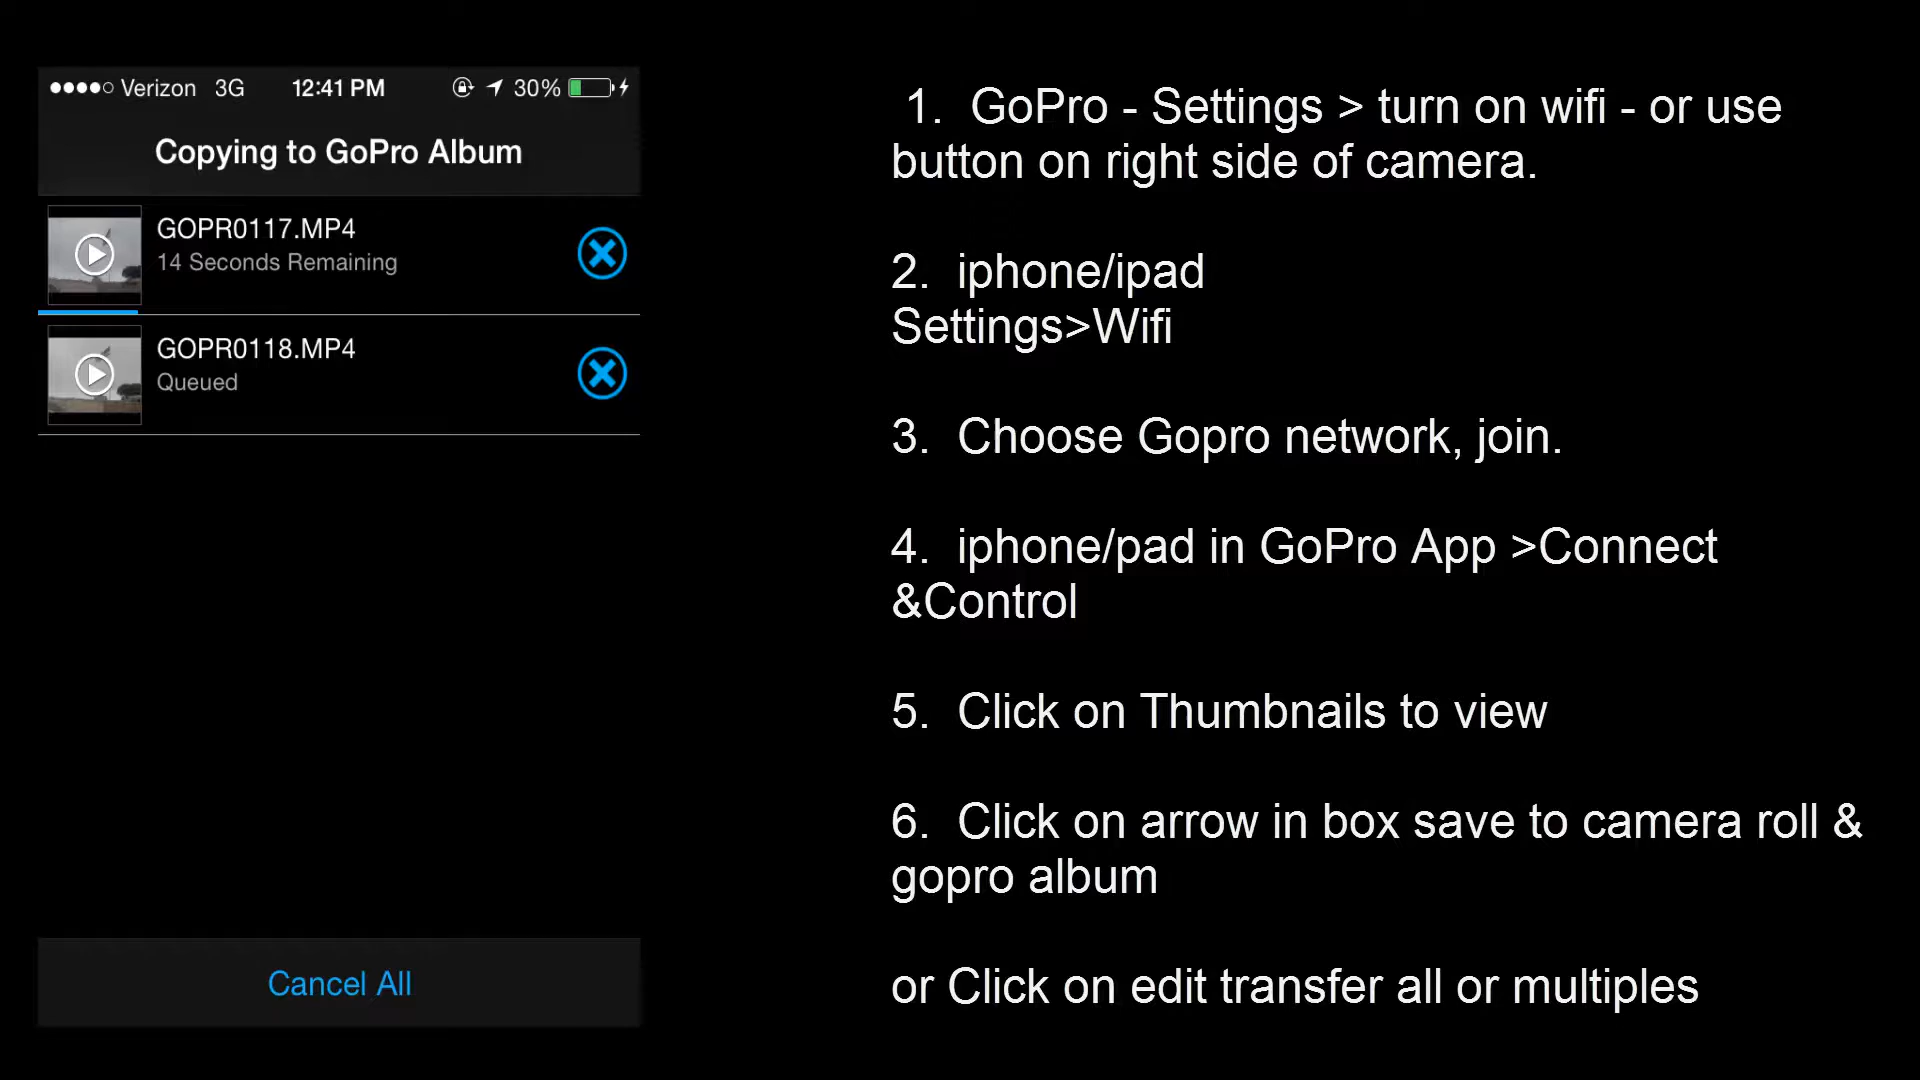 Verizon 3G 12:41 PM 30%
Copying to GoPro Album
GOPR0117.MP4
14 Seconds Remaining
GOPR0118.MP4
Queued
Cancel All
1. GoPro - Settings > turn on wifi - or use
button on right side of camera.
2. iphone/ipad
Settings>Wifi
3. Choose Gopro network, join.
4. iphone/pad in GoPro App >Connect
&Control
5. Click on Thumbnails to view
6. Click on arrow in box save to camera roll &
gopro album
or Click on edit transfer all or multiples